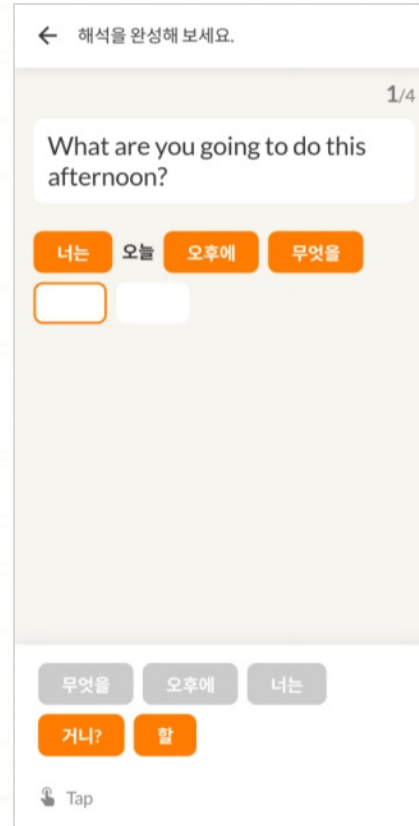 해석을 완성해 보세요.
1/4
What are you going to do this
afternoon?
너는 오늘 오후에 무엇을
무엇을 오후에 너는
거니? 할
Tap